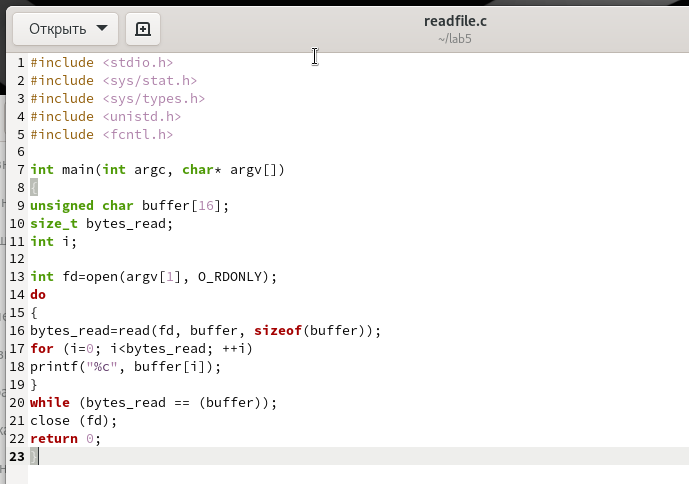 Открыть
readfile.c
~/lab5
1 #include <stdio.h>
2 #include <sys/stat.h>
3 #include <sys/types.h>
4 #include <unistd.h>
5 #include <fcntl.h>
6
7 int main(int argc, char* argv[])
8 {
9 unsigned char buffer[16];
10 size_t bytes_read;
11 int i;
12
13 int fd=open(argv[1], O_RDONLY);
14 do
15 {
16 bytes_read=read(fd, buffer, sizeof(buffer));
17 for (i=0; i<bytes_read; ++i)
18 printf("%c", buffer[i]);
19 }
20 while (bytes_read == (buffer));
21 close (fd);
22 return 0;
23 }